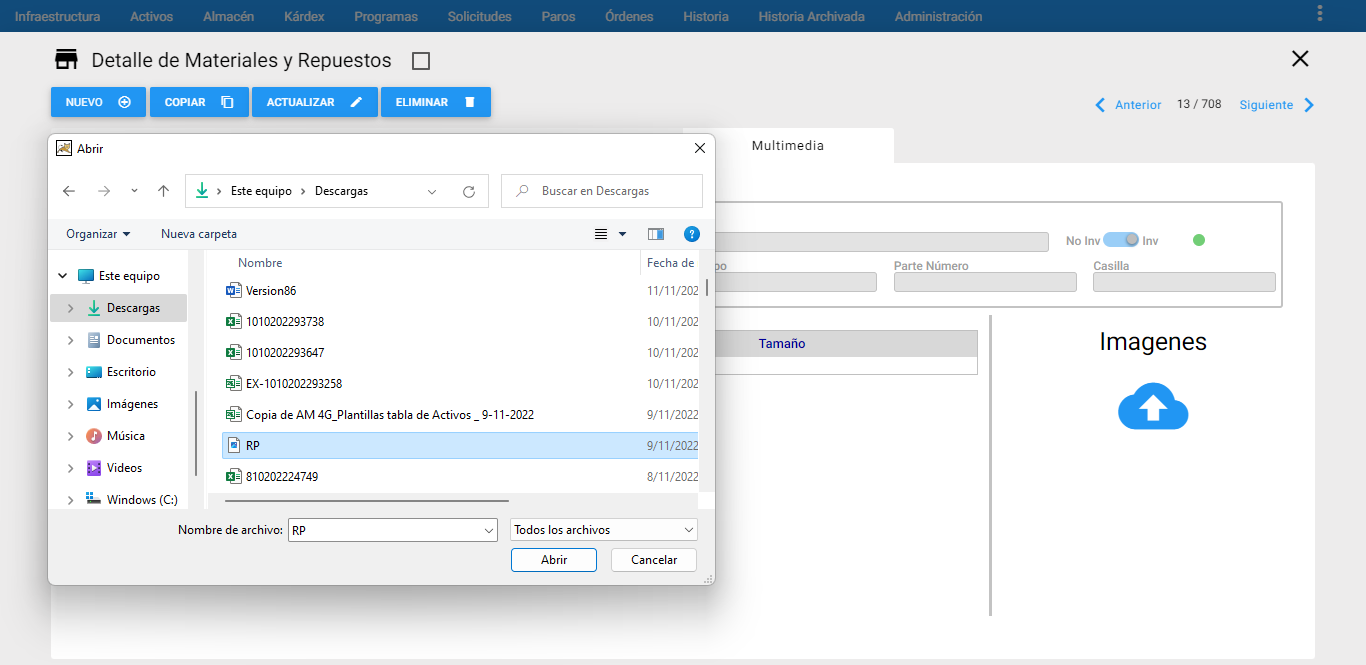 Infraestructura Activos Almacén Kárdex Programas Solicitudes Paros Órdenes Historia Historia Archivada Administración
Detalle de Materiales y Repuestos
NUEVO COPIAR ACTUALIZAR ELIMINAR
Anterior 13 / 708 Siguiente
Multimedia
Abrir
Este equipo > Descargas
Buscar en Descargas
Organizar Nueva carpeta
Nombre Fecha de
Este equipo
Descargas
Documentos
Escritorio
Imágenes
Música
Videos
Windows (C:)
Version86 11/11/202
1010202293738 10/11/202
1010202293647 10/11/202
EX-1010202293258 10/11/202
Copia de AM 4G_Plantillas tabla de Activos _ 9-11-2022 9/11/2022
RP 9/11/2022
810202224749 8/11/2022
Nombre de archivo: RP Todos los archivos
Abrir Cancelar
No Inv Inv
po Parte Número Casilla
Tamaño
Imagenes